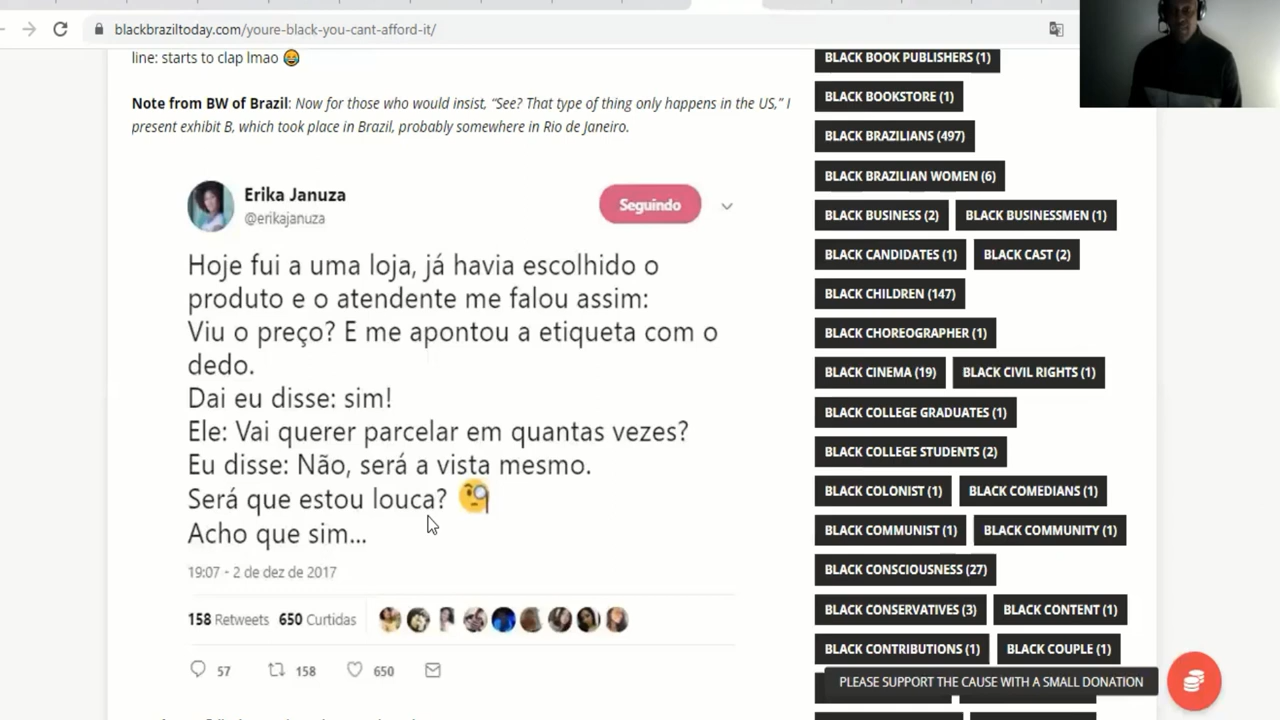 blackbraziltoday.com/youre-black-you-cant-afford-it/
line: starts to clap lmao 😂
Note from BW of Brazil: Now for those who would insist, “See? That type of thing only happens in the US,” I
present exhibit B, which took place in Brazil, probably somewhere in Rio de Janeiro.
Erika Januza
@erikajanuza
Seguindo
Hoje fui a uma loja, já havia escolhido o
produto e o atendente me falou assim:
Viu o preço? E me apontou a etiqueta com o
dedo.
Dai eu disse: sim!
Ele: Vai querer parcelar em quantas vezes?
Eu disse: Não, será a vista mesmo.
Será que estou louca? 🧐
Acho que sim...
19:07 - 2 de dez de 2017
158 Retweets 650 Curtidas
57 158 650
BLACK BOOK PUBLISHERS (1)
BLACK BOOKSTORE (1)
BLACK BRAZILIANS (497)
BLACK BRAZILIAN WOMEN (6)
BLACK BUSINESS (2) BLACK BUSINESSMEN (1)
BLACK CANDIDATES (1) BLACK CAST (2)
BLACK CHILDREN (147)
BLACK CHOREOGRAPHER (1)
BLACK CINEMA (19) BLACK CIVIL RIGHTS (1)
BLACK COLLEGE GRADUATES (1)
BLACK COLLEGE STUDENTS (2)
BLACK COLONIST (1) BLACK COMEDIANS (1)
BLACK COMMUNIST (1) BLACK COMMUNITY (1)
BLACK CONSCIOUSNESS (27)
BLACK CONSERVATIVES (3) BLACK CONTENT (1)
BLACK CONTRIBUTIONS (1) BLACK COUPLE (1)
PLEASE SUPPORT THE CAUSE WITH A SMALL DONATION